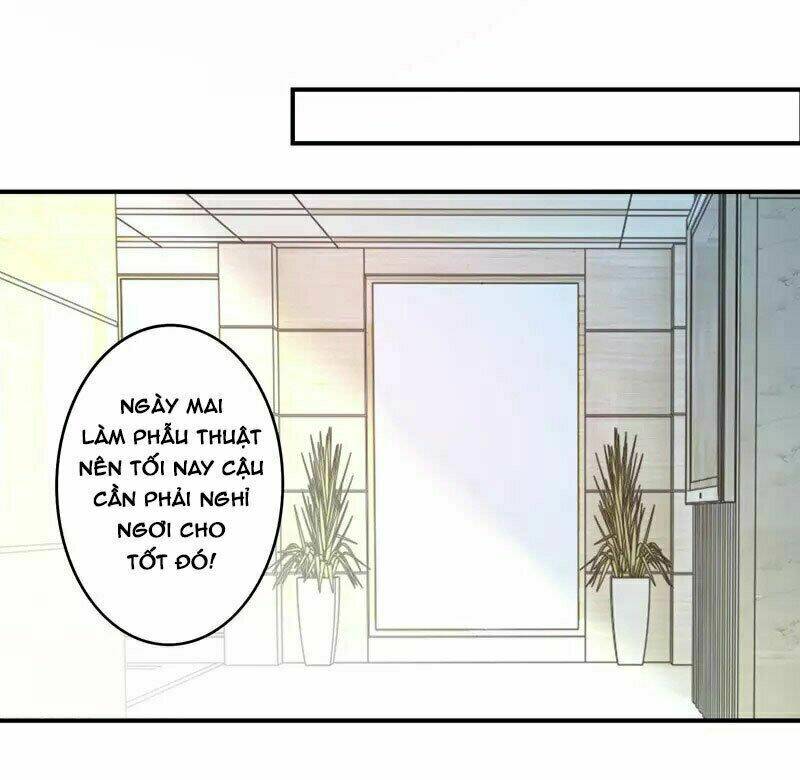 NGÀY MAI
LÀM PHẪU THUẬT
NÊN TỐI NAY CẬU
CẦN PHẢI NGHỈ
NGƠI CHO
TỐT ĐÓ!